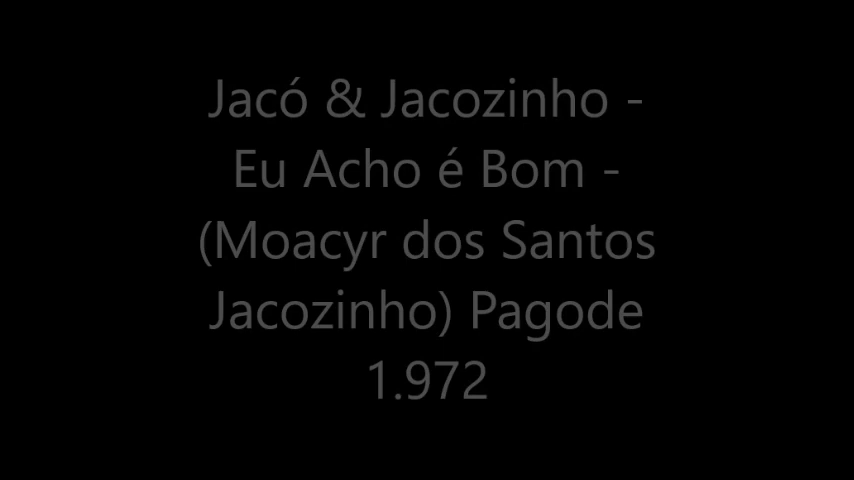 Jacó & Jacozinho -
Eu Acho é Bom -
(Moacyr dos Santos
Jacozinho) Pagode
1.972